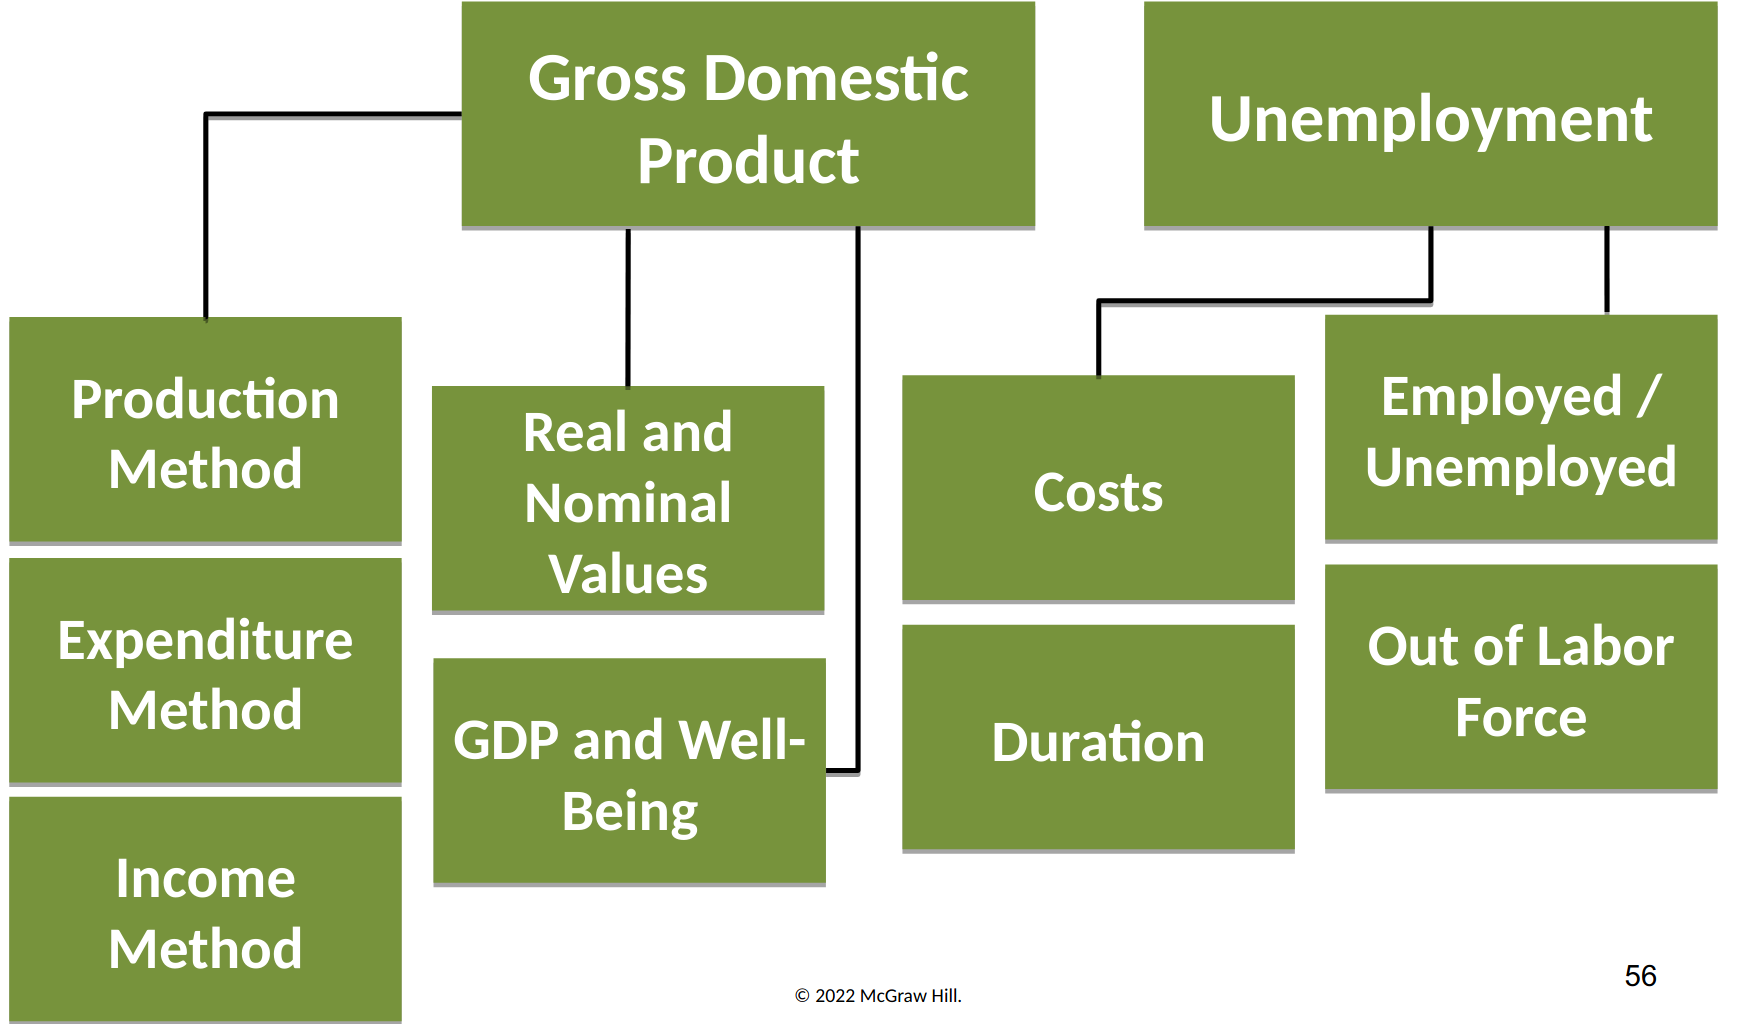 Gross Domestic
Product
Unemployment
Production
Method
Expenditure
Method
Income
Method
Real and
Nominal
Values
GDP and Well-
Being
Costs
Duration
Employed /
Unemployed
Out of Labor
Force
56
© 2022 McGraw Hill.